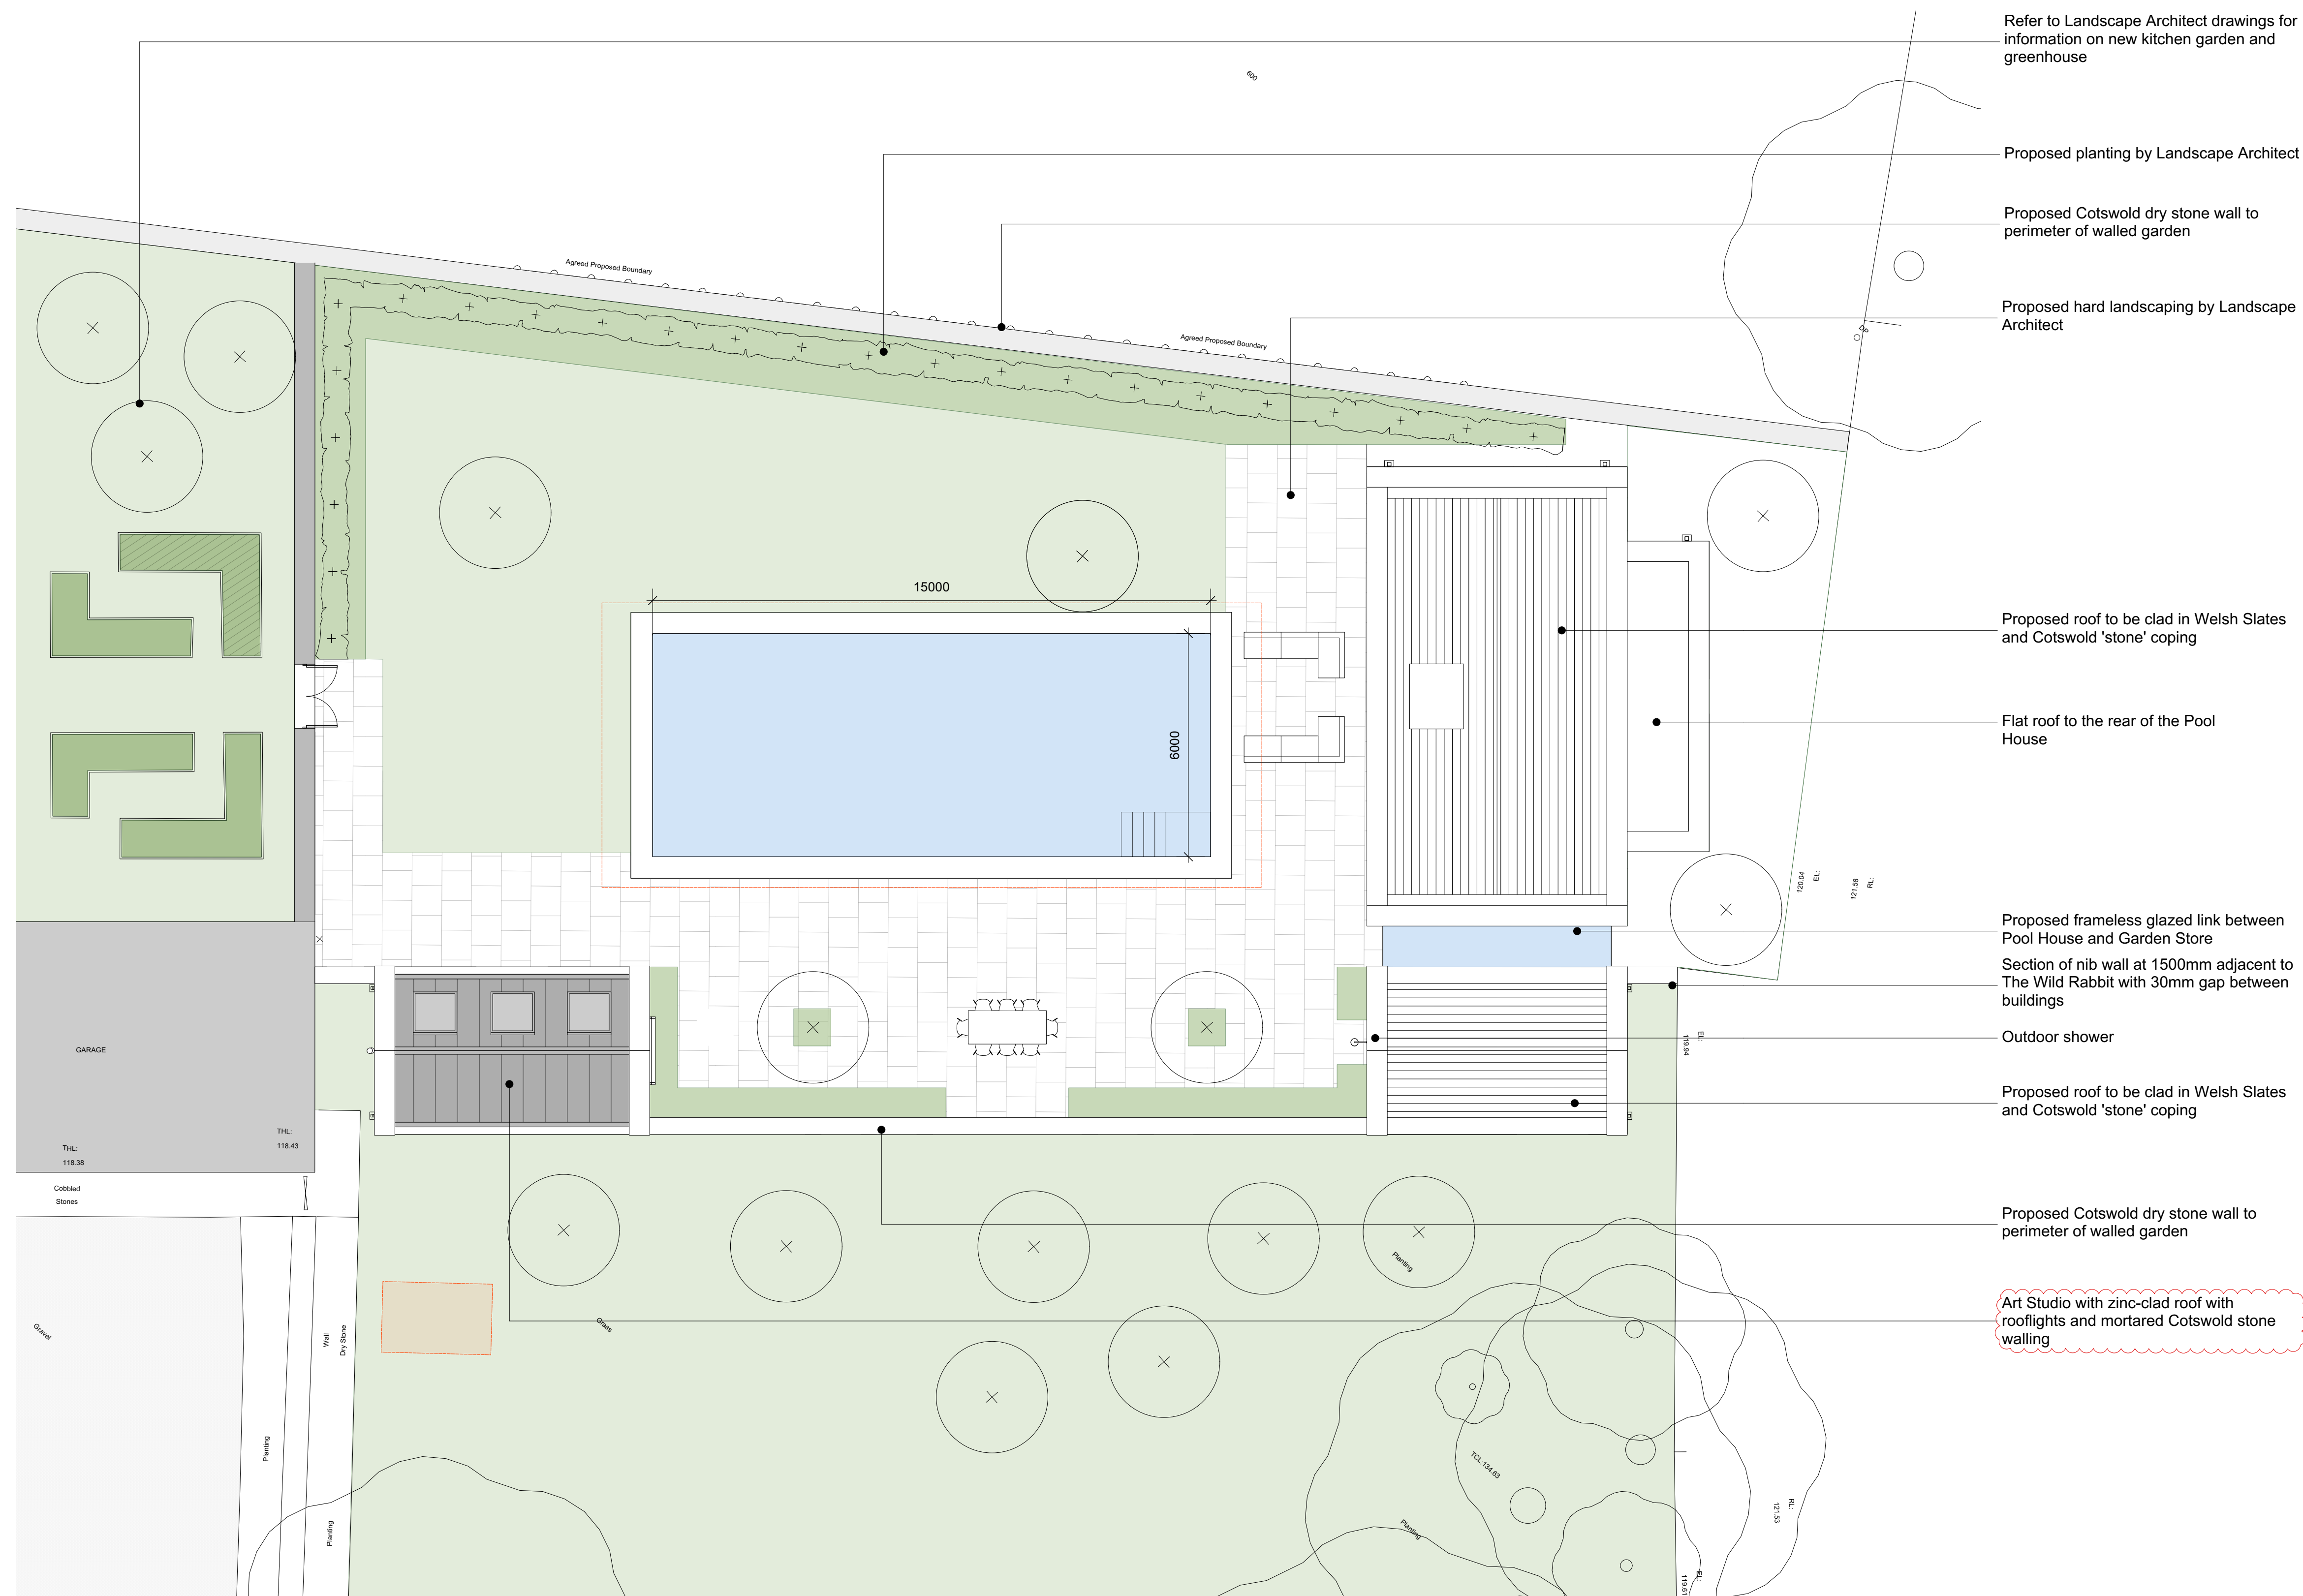 Refer to Landscape Architect drawings for
information on new kitchen garden and
greenhouse
600
Proposed planting by Landscape Architect
Proposed Cotswold dry stone wall to
perimeter of walled garden
Agreed Proposed Boundary
Proposed hard landscaping by Landscape
Architect
DP
Agreed Proposed Boundary
15000
Proposed roof to be clad in Welsh Slates
and Cotswold 'stone' coping
6000
Flat roof to the rear of the Pool
House
120.04
EL:
121.58
RL:
Proposed frameless glazed link between
Pool House and Garden Store
Section of nib wall at 1500mm adjacent to
The Wild Rabbit with 30mm gap between
buildings
GARAGE
119.94
EL:
Outdoor shower
Proposed roof to be clad in Welsh Slates
and Cotswold 'stone' coping
THL:
118.43
THL:
118.38
Cobbled
Stones
Proposed Cotswold dry stone wall to
perimeter of walled garden
Planting
Art Studio with zinc-clad roof with
rooflights and mortared Cotswold stone
walling
Gravel
Grass
Wall
Dry Stone
Planting
TCL:134.63
121.53
RL:
Planting
Planting
119.61
EL: